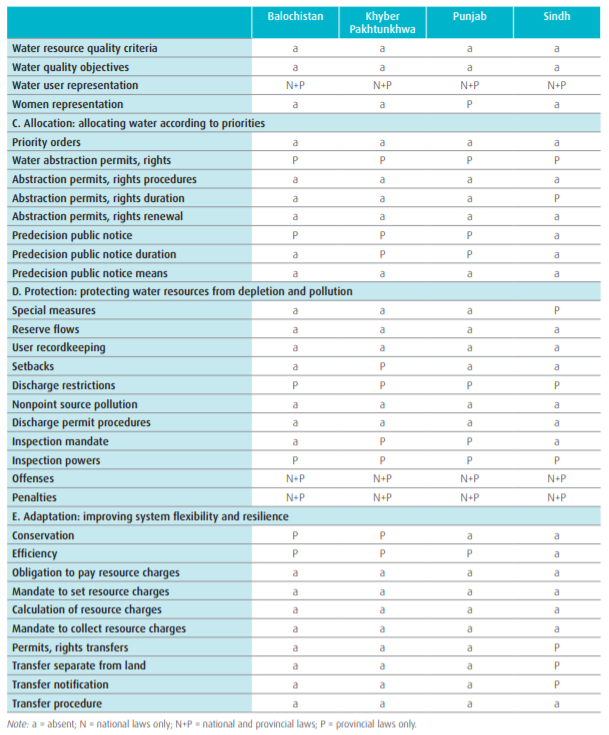 Balochistan Khyber Pakhtunkhwa Punjab Sindh
Water resource quality criteria a a a a
Water quality objectives a a a a
Water user representation N+P N+P N+P N+P
Women representation a a P a
C. Allocation: allocating water according to priorities
Priority orders a a a a
Water abstraction permits, rights P P P P
Abstraction permits, rights procedures a a a a
Abstraction permits, rights duration a a a P
Abstraction permits, rights renewal a a a a
Predecision public notice P P P a
Predecision public notice duration a P P a
Predecision public notice means a a a a
D. Protection: protecting water resources from depletion and pollution
Special measures a a a P
Reserve flows a a a a
User recordkeeping a a a a
Setbacks a P a a
Discharge restrictions P P P P
Nonpoint source pollution a a a a
Discharge permit procedures a a a a
Inspection mandate a P P a
Inspection powers P P P P
Offenses N+P N+P N+P N+P
Penalties N+P N+P N+P N+P
E. Adaptation: improving system flexibility and resilience
Conservation P P a a
Efficiency P P P a
Obligation to pay resource charges a a a a
Mandate to set resource charges a a a a
Calculation of resource charges a a a a
Mandate to collect resource charges a a a a
Permits, rights transfers a a a P
Transfer separate from land a a a P
Transfer notification a a a P
Transfer procedure a a a a
Note: a = absent; N = national laws only; N+P = national and provincial laws; P = provincial laws only.